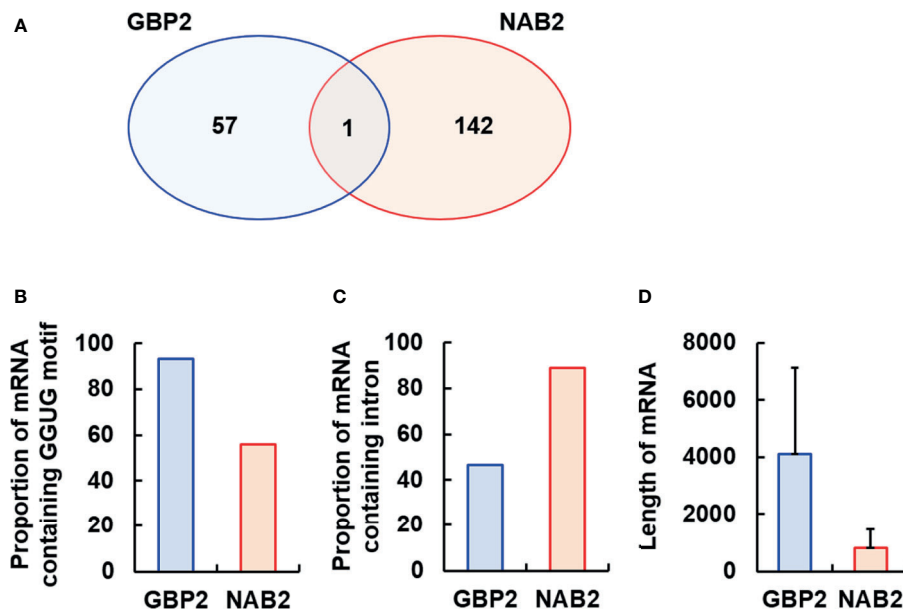 A
GBP2
NAB2
57
1
142
B
Proportion of mRNA
containing GGUG motif
100
80
60
40
20
0
GBP2
NAB2
C
Proportion of mRNA
containing intron
100
80
60
40
20
0
GBP2
NAB2
D
Length of mRNA
8000
6000
4000
2000
0
GBP2
NAB2